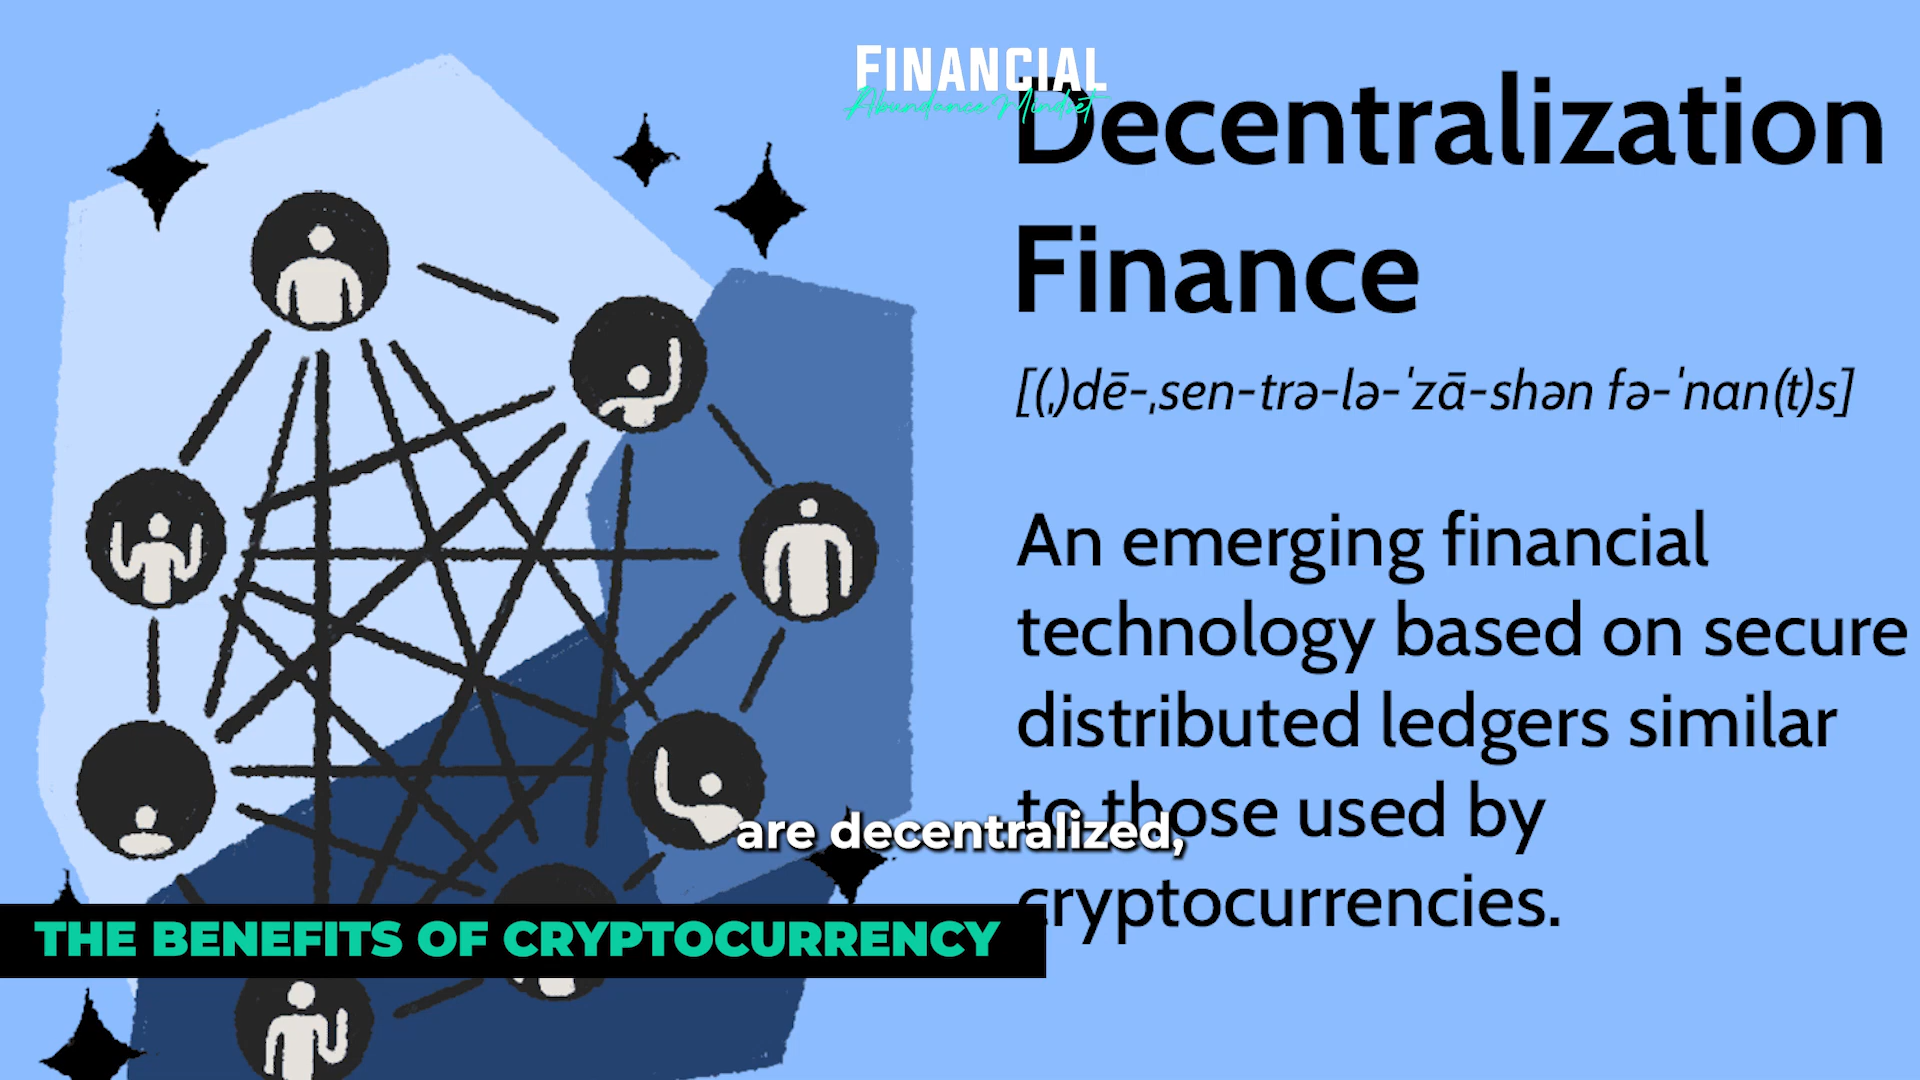 FINANCIAL
Abundance Mindset
Decentralization
Finance
[(ˌ)dē-ˌsen-trə-lə-ˈzā-shən fə-ˈnan(t)s]
An emerging financial
technology based on secure
distributed ledgers similar
to those used by
cryptocurrencies.
are decentralized,
THE BENEFITS OF CRYPTOCURRENCY